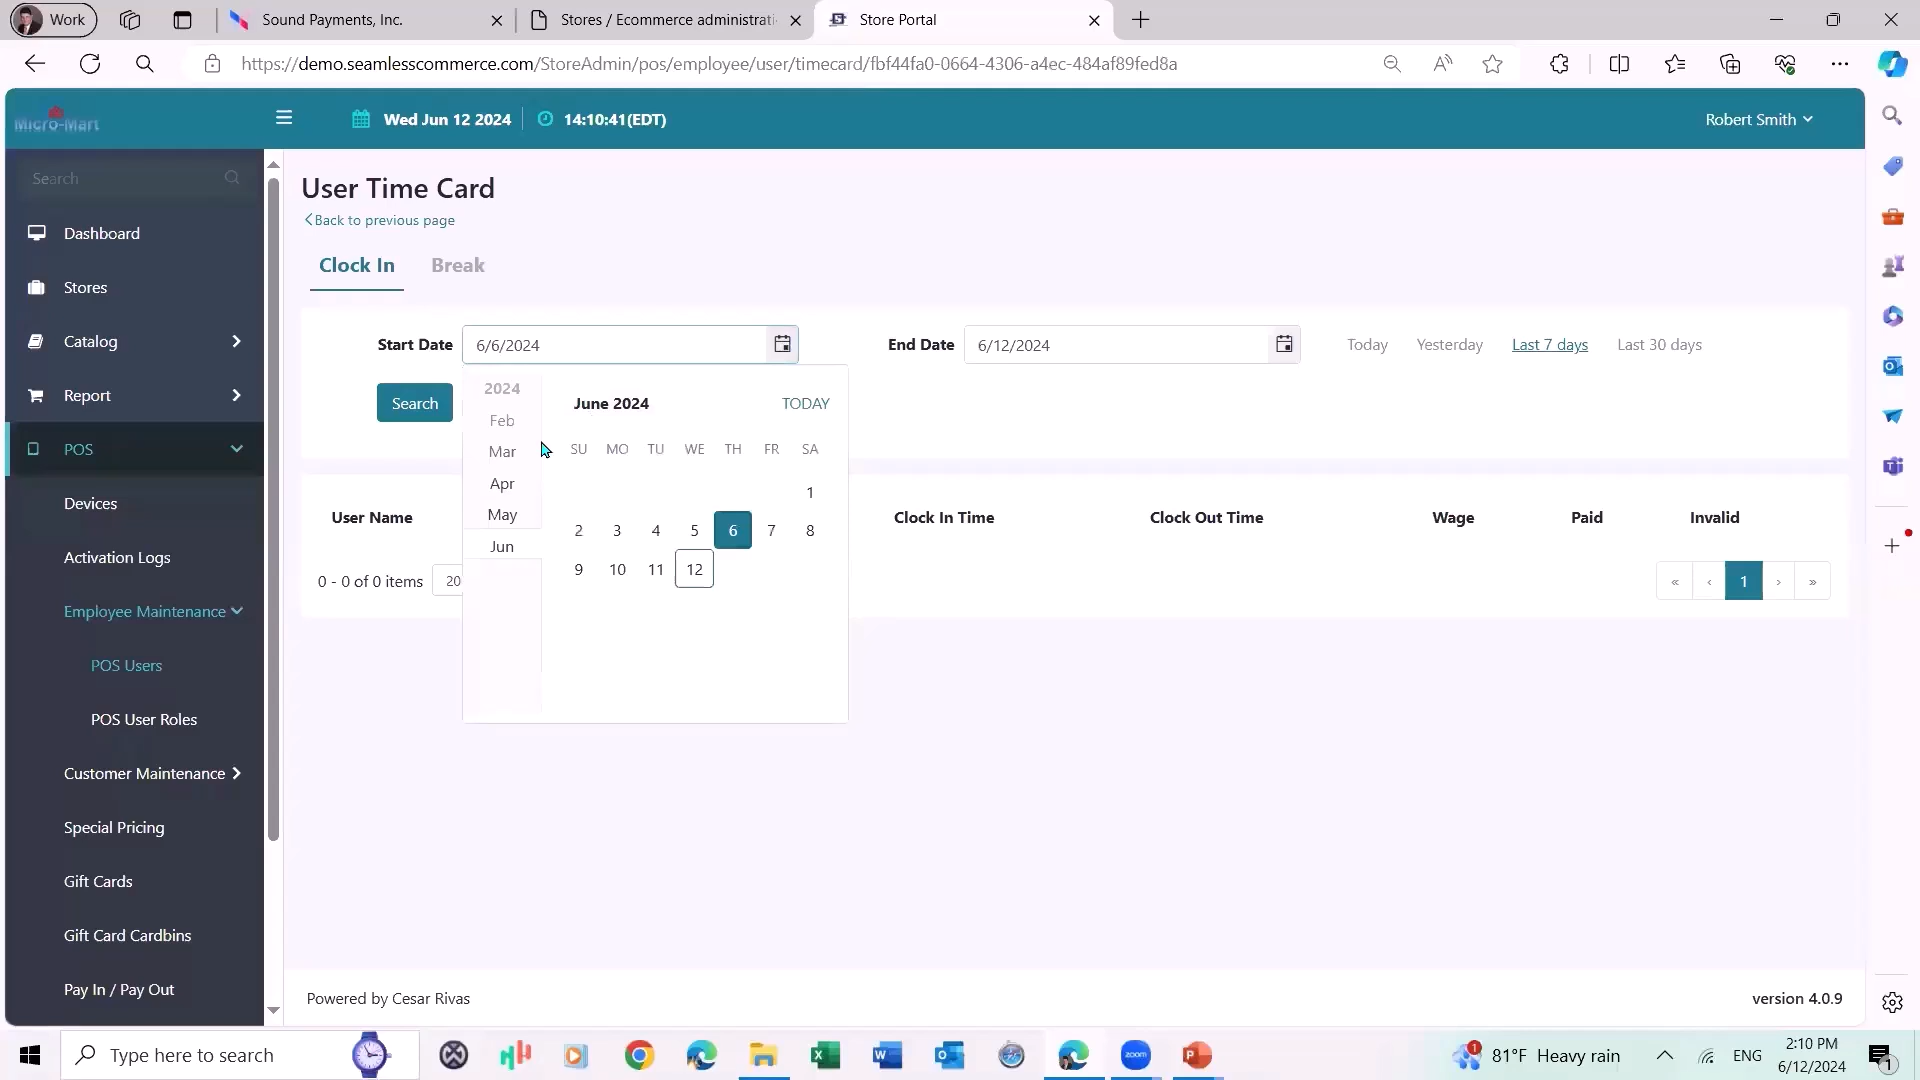 Work
Sound Payments, Inc.
Stores / Ecommerce administrati
Store Portal
https://demo.seamlesscommerce.com/StoreAdmin/pos/employee/user/timecard/fbf44fa0-0664-4306-a4ec-484af89fed8a
Micro-Mart
Wed Jun 12 2024
14:10:41(EDT)
Robert Smith
Search
Dashboard
Stores
Catalog
Report
POS
Devices
Activation Logs
Employee Maintenance
POS Users
POS User Roles
Customer Maintenance
Special Pricing
Gift Cards
Gift Card Cardbins
Pay In / Pay Out
User Time Card
Back to previous page
Clock In
Break
Start Date
6/6/2024
End Date
6/12/2024
Today
Yesterday
Last 7 days
Last 30 days
Search
2024
Feb
Mar
Apr
May
Jun
June 2024
TODAY
SU MO TU WE TH FR SA
1
2 3 4 5 6 7 8
9 10 11 12
User Name
Clock In Time
Clock Out Time
Wage
Paid
Invalid
0 - 0 of 0 items
20
« ‹ 1 › »
Powered by Cesar Rivas
version 4.0.9
Type here to search
zoom
1
81°F Heavy rain
ENG
2:10 PM
6/12/2024
1